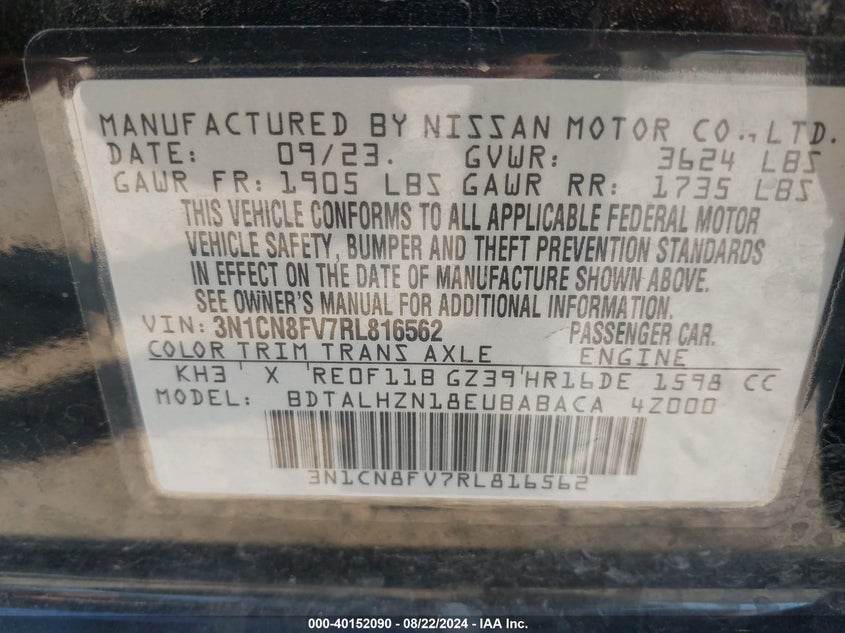 MANUFACTURED BY NISSAN MOTOR CO., LTD.
DATE: 09/23. GVWR: 3624 LBS
GAWR FR: 1905 LBS GAWR RR: 1735 LBS
THIS VEHICLE CONFORMS TO ALL APPLICABLE FEDERAL MOTOR
VEHICLE SAFETY, BUMPER AND THEFT PREVENTION STANDARDS
IN EFFECT ON THE DATE OF MANUFACTURE SHOWN ABOVE.
SEE OWNER'S MANUAL FOR ADDITIONAL INFORMATION.
VIN: 3N1CN8FV7RL816562 PASSENGER CAR.
COLOR TRIM TRANS AXLE ENGINE
KH3 ' X ' RE0F11B GZ39 ' HR16DE 1598 CC
MODEL: BDTALHZN18EUBABACA 4Z000
3N1CN8FV7RL816562
000-40152090 - 08/22/2024 - © IAA, Inc.